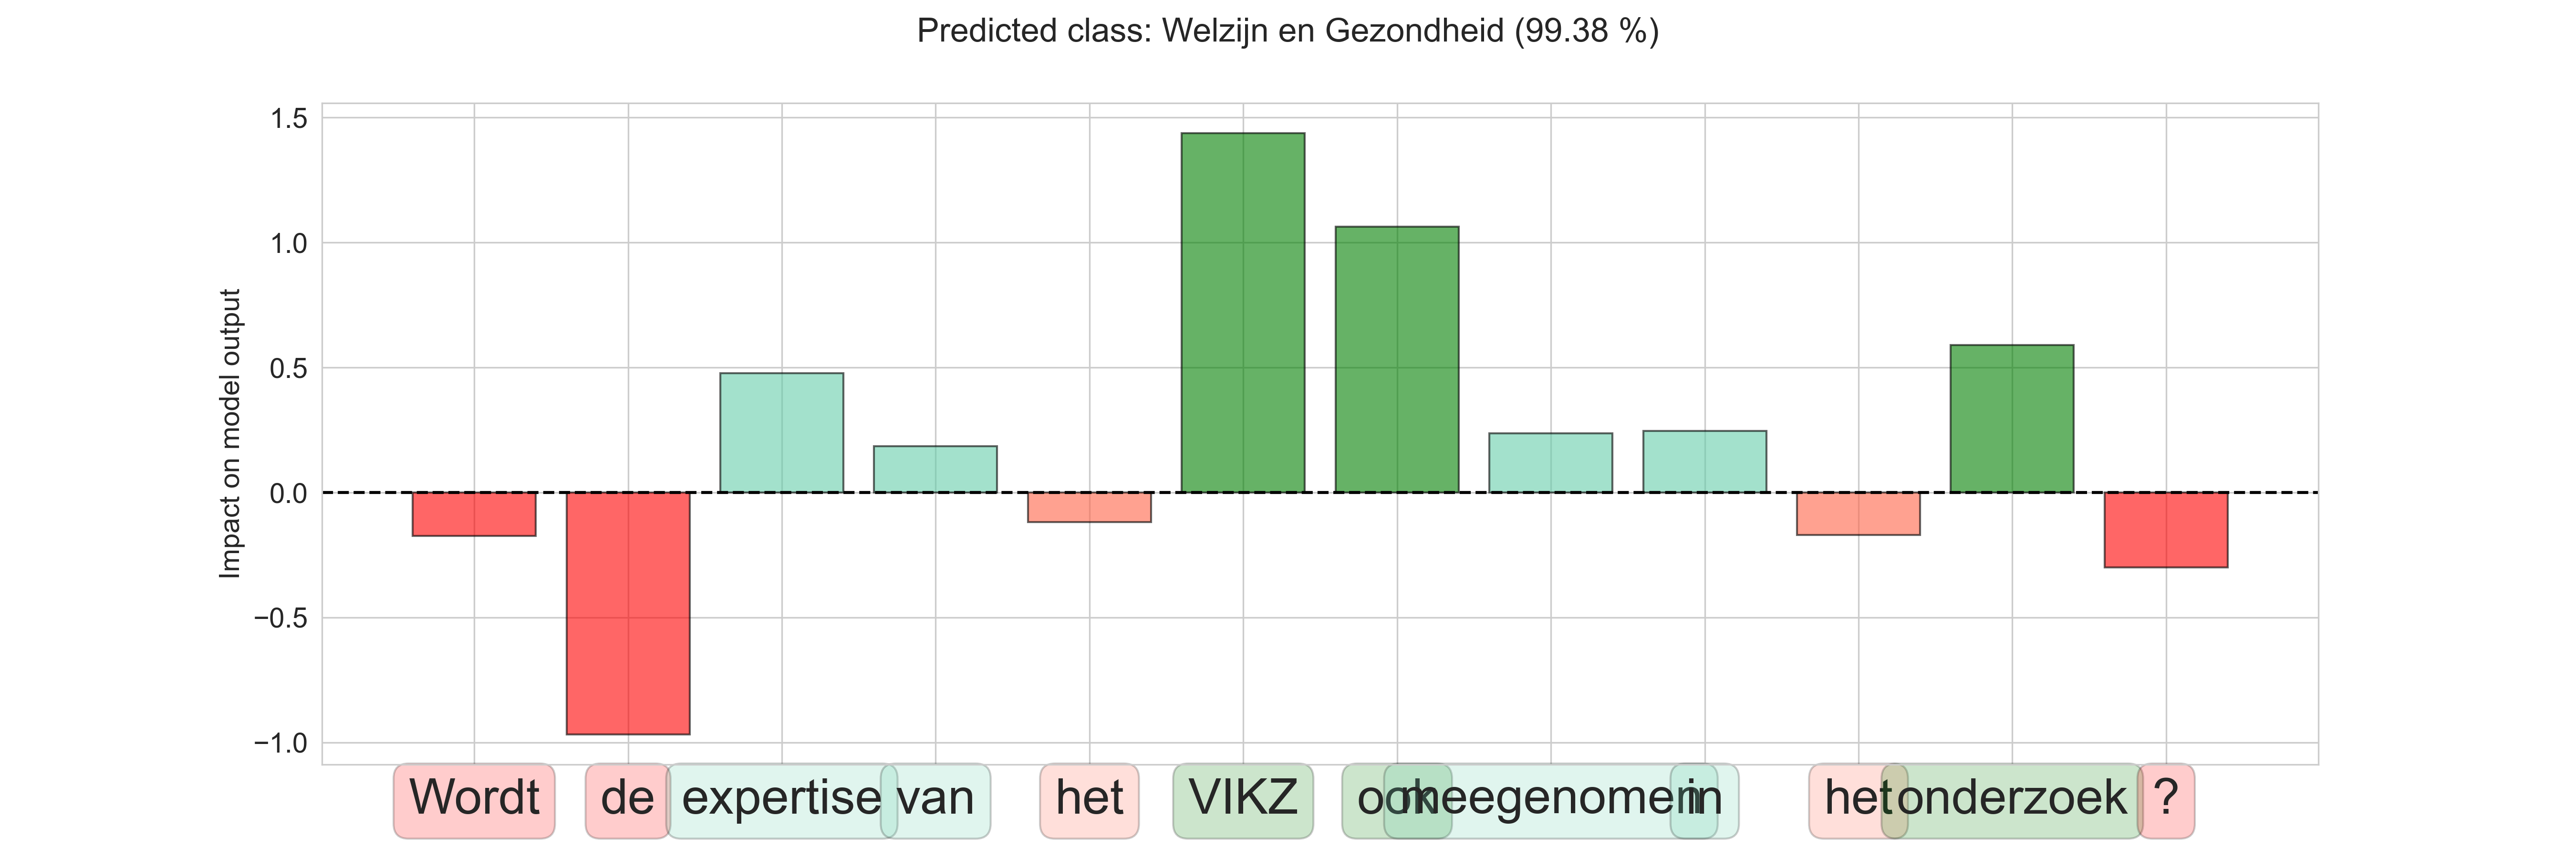 Predicted class: Welzijn en Gezondheid (99.38 %)
Impact on model output
1.5
1.0
0.5
0.0
−0.5
−1.0
Wordt de expertise van het VIKZ ook meegenomen in het onderzoek ?